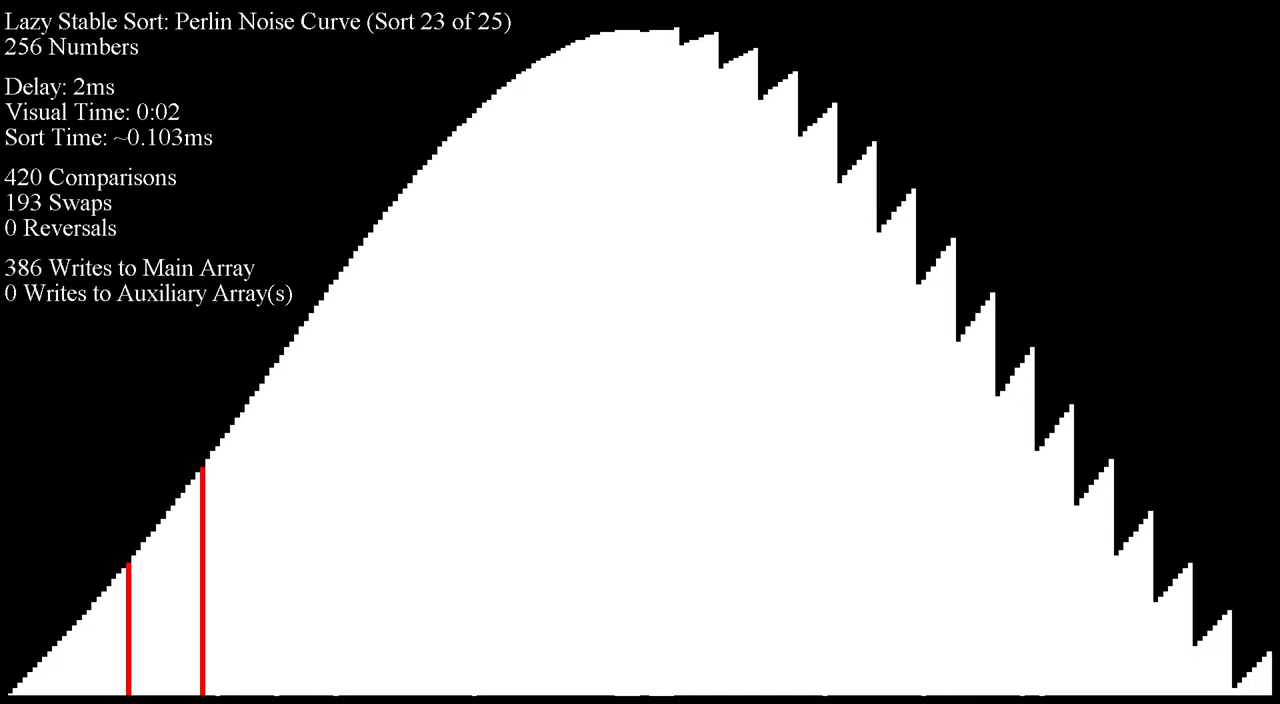 Lazy Stable Sort: Perlin Noise Curve (Sort 23 of 25)
256 Numbers
Delay: 2ms
Visual Time: 0:02
Sort Time: ~0.103ms
420 Comparisons
193 Swaps
0 Reversals
386 Writes to Main Array
0 Writes to Auxiliary Array(s)